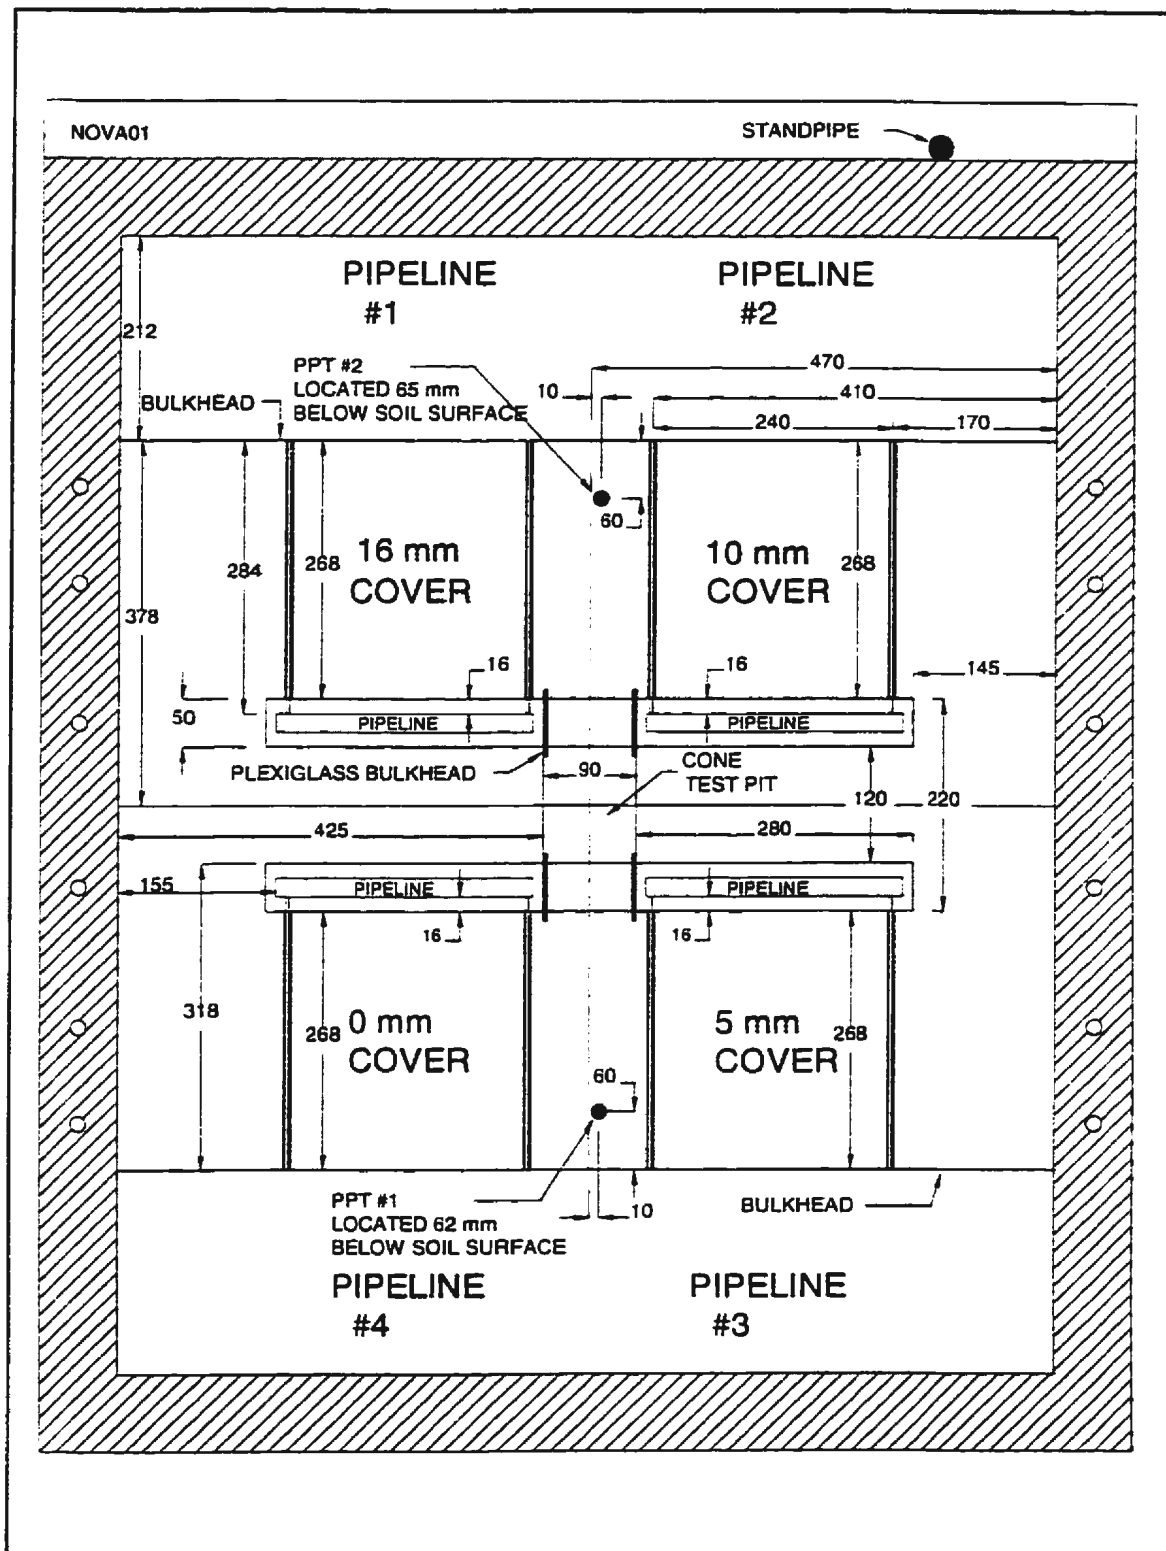 NOVA01
STANDPIPE
PIPELINE
#1
PIPELINE
#2
212
PPT #2
LOCATED 65 mm
BELOW SOIL SURFACE
BULKHEAD
10
470
410
240
170
60
16 mm
COVER
10 mm
COVER
268
268
284
378
16
16
145
50
PIPELINE
PIPELINE
PLEXIGLASS BULKHEAD
90
CONE
TEST PIT
120
220
425
280
155
PIPELINE
PIPELINE
16
16
318
0 mm
COVER
5 mm
COVER
268
268
60
PPT #1
LOCATED 62 mm
BELOW SOIL SURFACE
10
BULKHEAD
PIPELINE
#4
PIPELINE
#3